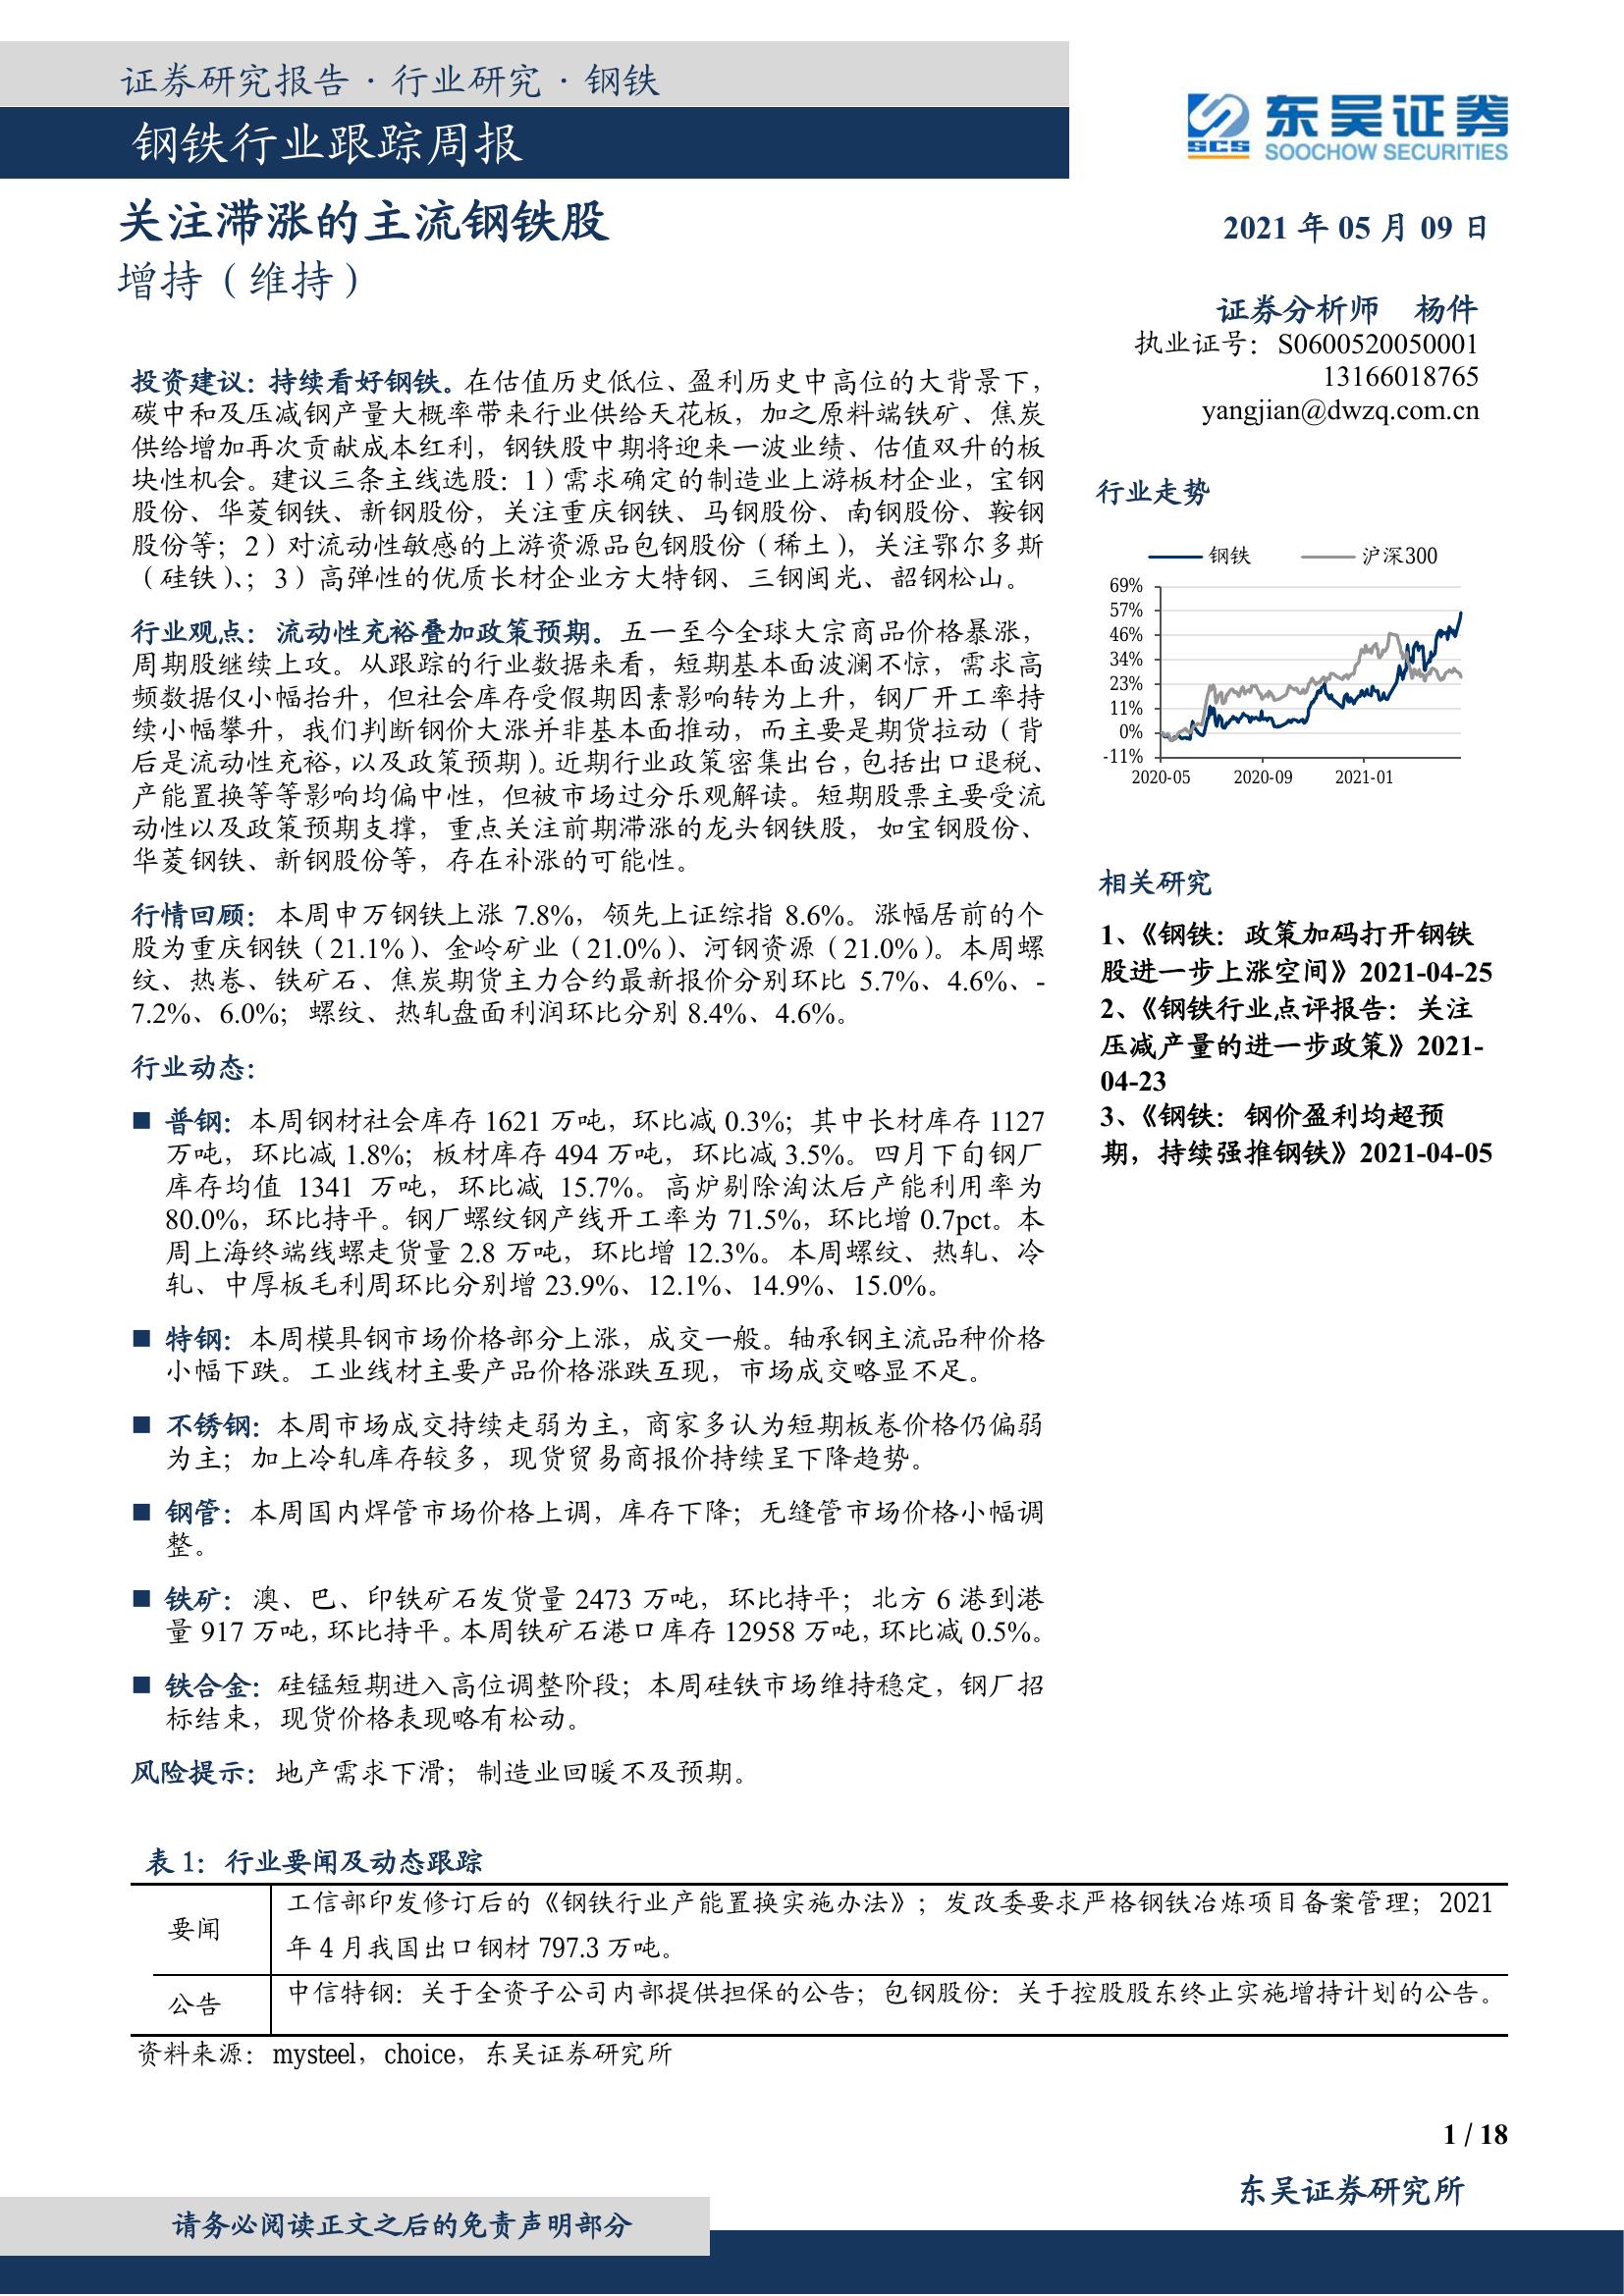 证券研究报告·行业研究·钢铁
钢铁行业跟踪周报
东吴证券
SCS
SOOCHOW SECURITIES
关注滞涨的主流钢铁股
增持(维持)
2021 年 05 月 09 日
证券分析师 杨件
执业证号：S0600520050001
13166018765
yangjian@dwzq.com.cn
投资建议：持续看好钢铁。在估值历史低位、盈利历史中高位的大背景下，
碳中和及压减钢产量大概率带来行业供给天花板，加之原料端铁矿、焦炭
供给增加再次贡献成本红利，钢铁股中期将迎来一波业绩、估值双升的板
块性机会。建议三条主线选股：1）需求确定的制造业上游板材企业，宝钢
股份、华菱钢铁、新钢股份，关注重庆钢铁、马钢股份、南钢股份、鞍钢
股份等；2）对流动性敏感的上游资源品包钢股份（稀土），关注鄂尔多斯
（硅铁）、；3）高弹性的优质长材企业方大特钢、三钢闽光、韶钢松山。
行业观点：流动性充裕叠加政策预期。五一至今全球大宗商品价格暴涨，
周期股继续上攻。从跟踪的行业数据来看，短期基本面波澜不惊，需求高
频数据仅小幅抬升，但社会库存受假期因素影响转为上升，钢厂开工率持
续小幅攀升，我们判断钢价大涨并非基本面推动，而主要是期货拉动（背
后是流动性充裕，以及政策预期）。近期行业政策密集出台，包括出口退税、
产能置换等等影响均偏中性，但被市场过分乐观解读。短期股票主要受流
动性以及政策预期支撑，重点关注前期滞涨的龙头钢铁股，如宝钢股份、
华菱钢铁、新钢股份等，存在补涨的可能性。
行情回顾：本周申万钢铁上涨 7.8%，领先上证综指 8.6%。涨幅居前的个
股为重庆钢铁（21.1%）、金岭矿业（21.0%）、河钢资源（21.0%）。本周螺
纹、热卷、铁矿石、焦炭期货主力合约最新报价分别环比 5.7%、4.6%、-
7.2%、6.0%；螺纹、热轧盘面利润环比分别 8.4%、4.6%。
行业动态：
■ 普钢：本周钢材社会库存 1621 万吨，环比减 0.3%；其中长材库存 1127
万吨，环比减 1.8%；板材库存 494 万吨，环比减 3.5%。四月下旬钢厂
库存均值 1341 万吨，环比减 15.7%。高炉剔除淘汰后产能利用率为
80.0%，环比持平。钢厂螺纹钢产线开工率为 71.5%，环比增 0.7pct。本
周上海终端线螺走货量 2.8 万吨，环比增 12.3%。本周螺纹、热轧、冷
轧、中厚板毛利周环比分别增 23.9%、12.1%、14.9%、15.0%。
■ 特钢：本周模具钢市场价格部分上涨，成交一般。轴承钢主流品种价格
小幅下跌。工业线材主要产品价格涨跌互现，市场成交略显不足。
■ 不锈钢：本周市场成交持续走弱为主，商家多认为短期板卷价格仍偏弱
为主；加上冷轧库存较多，现货贸易商报价持续呈下降趋势。
■ 钢管：本周国内焊管市场价格上调，库存下降；无缝管市场价格小幅调
整。
■ 铁矿：澳、巴、印铁矿石发货量 2473 万吨，环比持平；北方 6 港到港
量 917 万吨，环比持平。本周铁矿石港口库存 12958 万吨，环比减 0.5%。
■ 铁合金：硅锰短期进入高位调整阶段；本周硅铁市场维持稳定，钢厂招
标结束，现货价格表现略有松动。
风险提示：地产需求下滑；制造业回暖不及预期。
行业走势
钢铁 沪深300
69%
57%
46%
34%
23%
11%
0%
-11%
2020-05 2020-09 2021-01
相关研究
1、《钢铁：政策加码打开钢铁
股进一步上涨空间》2021-04-25
2、《钢铁行业点评报告：关注
压减产量的进一步政策》2021-
04-23
3、《钢铁：钢价盈利均超预
期，持续强推钢铁》2021-04-05
表 1：行业要闻及动态跟踪
要闻
工信部印发修订后的《钢铁行业产能置换实施办法》；发改委要求严格钢铁冶炼项目备案管理；2021
年 4 月我国出口钢材 797.3 万吨。
公告
中信特钢：关于全资子公司内部提供担保的公告；包钢股份：关于控股股东终止实施增持计划的公告。
资料来源：mysteel，choice，东吴证券研究所
1 / 18
东吴证券研究所
请务必阅读正文之后的免责声明部分